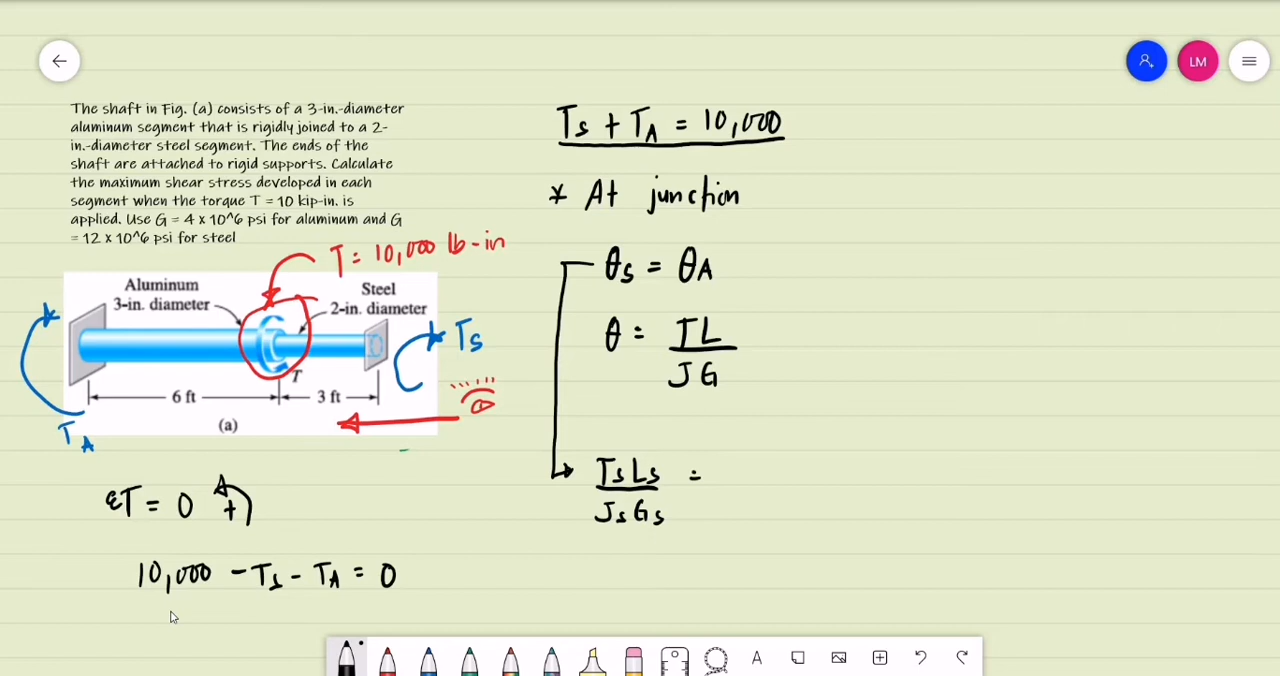 LM
The shaft in Fig. (a) consists of a 3-in.-diameter
aluminum segment that is rigidly joined to a 2-
in.-diameter steel segment. The ends of the
shaft are attached to rigid supports. Calculate
the maximum shear stress developed in each
segment when the torque T = 10 kip-in. is
applied. Use G = 4 x 10^6 psi for aluminum and G
= 12 x 10^6 psi for steel
T = 10,000 lb-in
Aluminum
3-in. diameter
Steel
2-in. diameter
Ts
T
6 ft
3 ft
(a)
TA
ΣT = 0 +
10,000 - Ts - TA = 0
Ts + TA = 10,000
* At junction
θs = θA
θ = TL
JG
TsLs =
JsGs
A